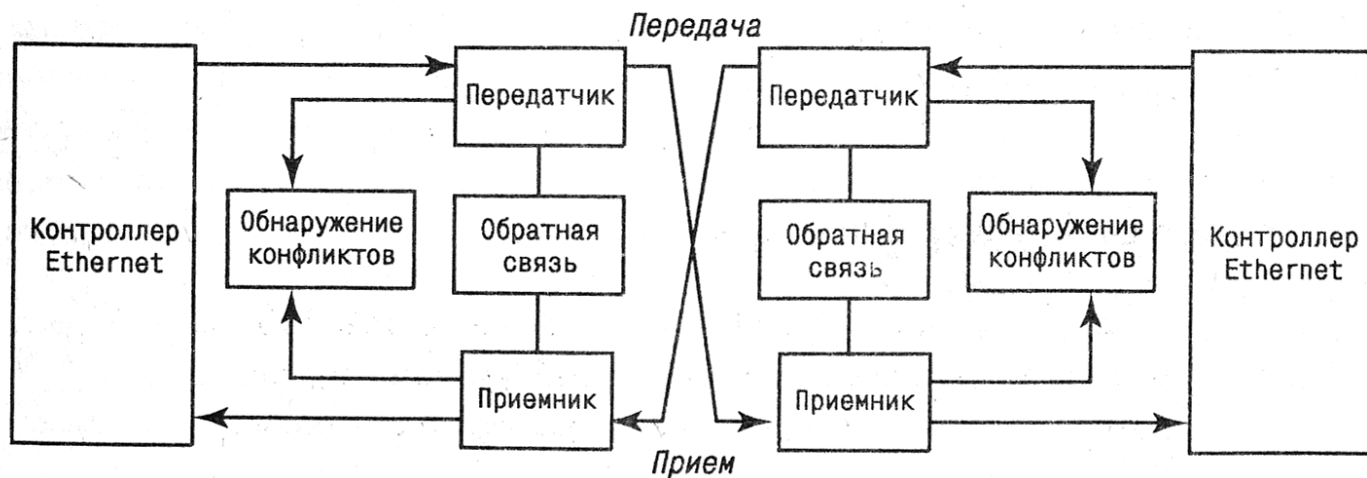 Передача
Передатчик
Передатчик
Контроллер
Ethernet
Обнаружение
конфликтов
Обратная
связь
Обратная
связь
Обнаружение
конфликтов
Контроллер
Ethernet
Приемник
Приемник
Прием